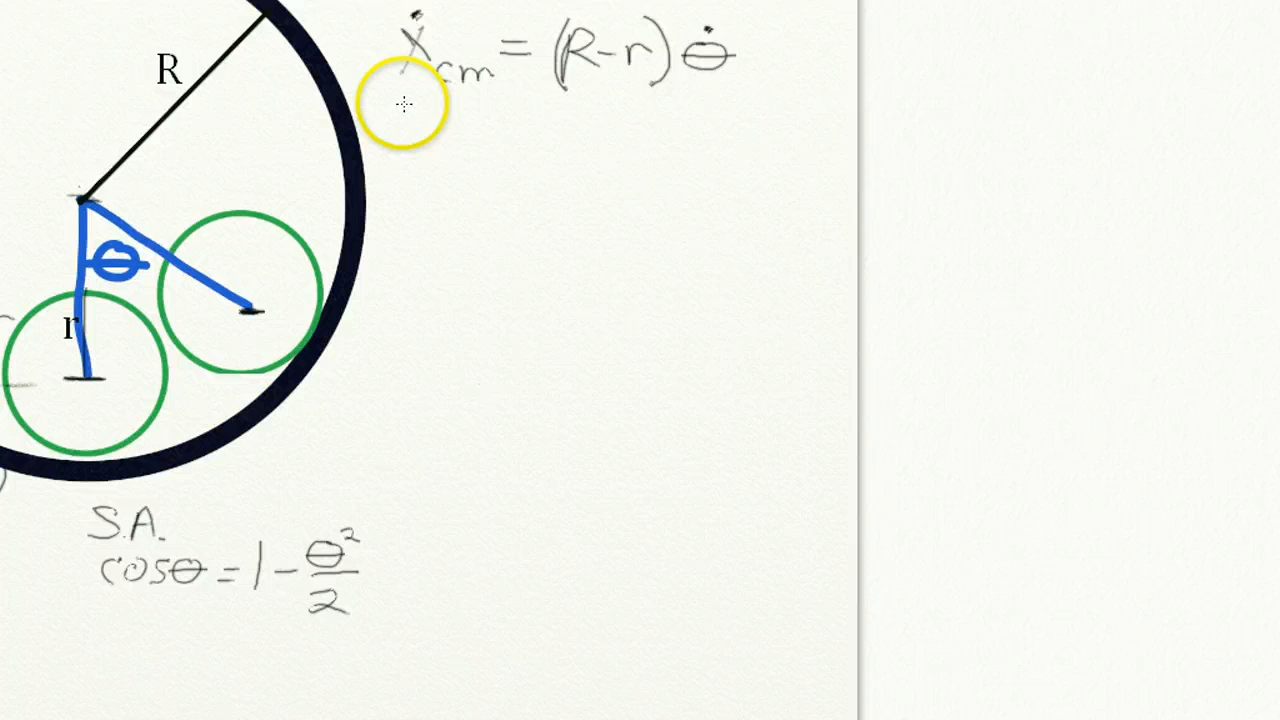 Ẋcm = (R-r)θ̇
R
θ
r
S.A.
cosθ = 1 - θ²/2